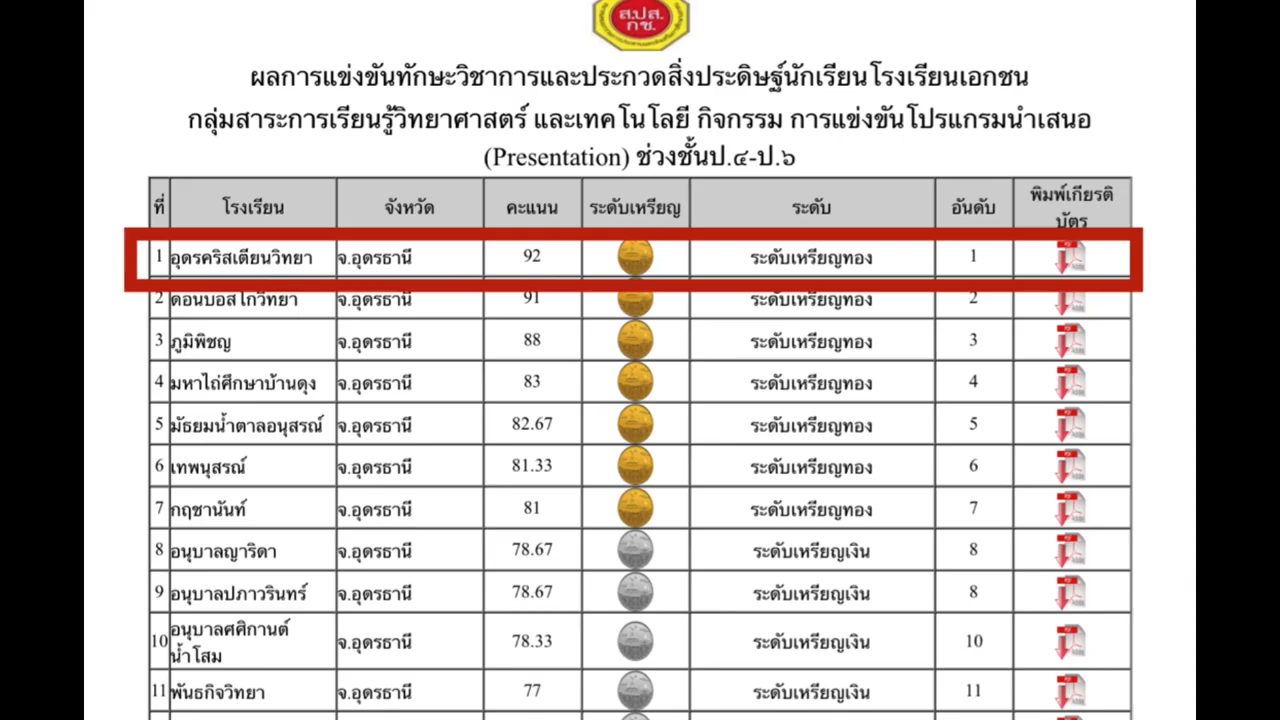 ส.ปส.
กช.
ผลการแข่งขันทักษะวิชาการและประกวดสิ่งประดิษฐ์นักเรียนโรงเรียนเอกชน
กลุ่มสาระการเรียนรู้วิทยาศาสตร์ และเทคโนโลยี กิจกรรม การแข่งขันโปรแกรมนำเสนอ
(Presentation) ช่วงชั้นป.๔-ป.๖
ที่ โรงเรียน จังหวัด คะแนน ระดับเหรียญ ระดับ อันดับ พิมพ์เกียรติ
บัตร
1 อุดรคริสเตียนวิทยา จ.อุดรธานี 92 ระดับเหรียญทอง 1
2 ดอนบอสโกวิทยา จ.อุดรธานี 91 ระดับเหรียญทอง 2
3 ภูมิพิชญ จ.อุดรธานี 88 ระดับเหรียญทอง 3
4 มหาไถ่ศึกษาบ้านดุง จ.อุดรธานี 83 ระดับเหรียญทอง 4
5 มัธยมน้ำตาลอนุสรณ์ จ.อุดรธานี 82.67 ระดับเหรียญทอง 5
6 เทพนุสรณ์ จ.อุดรธานี 81.33 ระดับเหรียญทอง 6
7 กฤชานันท์ จ.อุดรธานี 81 ระดับเหรียญทอง 7
8 อนุบาลญาริดา จ.อุดรธานี 78.67 ระดับเหรียญเงิน 8
9 อนุบาลปภาวรินทร์ จ.อุดรธานี 78.67 ระดับเหรียญเงิน 8
10 อนุบาลศศิกานต์
น้ำโสม จ.อุดรธานี 78.33 ระดับเหรียญเงิน 10
11 พันธกิจวิทยา จ.อุดรธานี 77 ระดับเหรียญเงิน 11